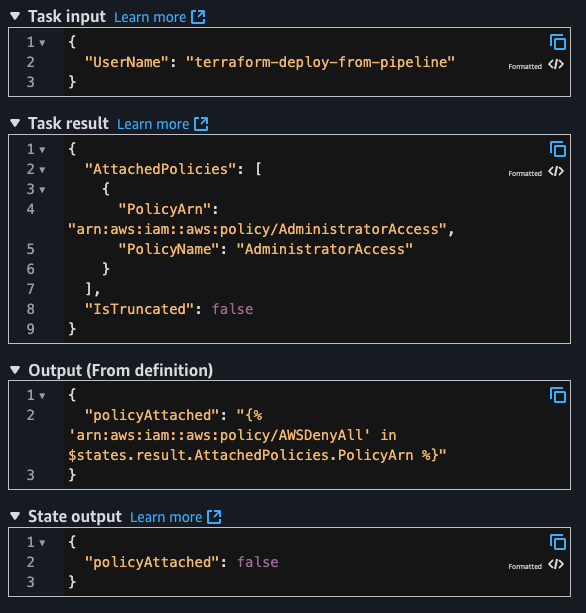 Task input Learn more
1 {
Formatted
2 "UserName": "terraform-deploy-from-pipeline"
3 }
Task result Learn more
1 {
Formatted
2 "AttachedPolicies": [
3 {
4 "PolicyArn":
"arn:aws:iam::aws:policy/AdministratorAccess",
5 "PolicyName": "AdministratorAccess"
6 }
7 ],
8 "IsTruncated": false
9 }
Output (From definition)
1 {
2 "policyAttached": "{%
'arn:aws:iam::aws:policy/AWSDenyAll' in
$states.result.AttachedPolicies.PolicyArn %}"
3 }
State output Learn more
1 {
2 "policyAttached": false
Formatted
3 }